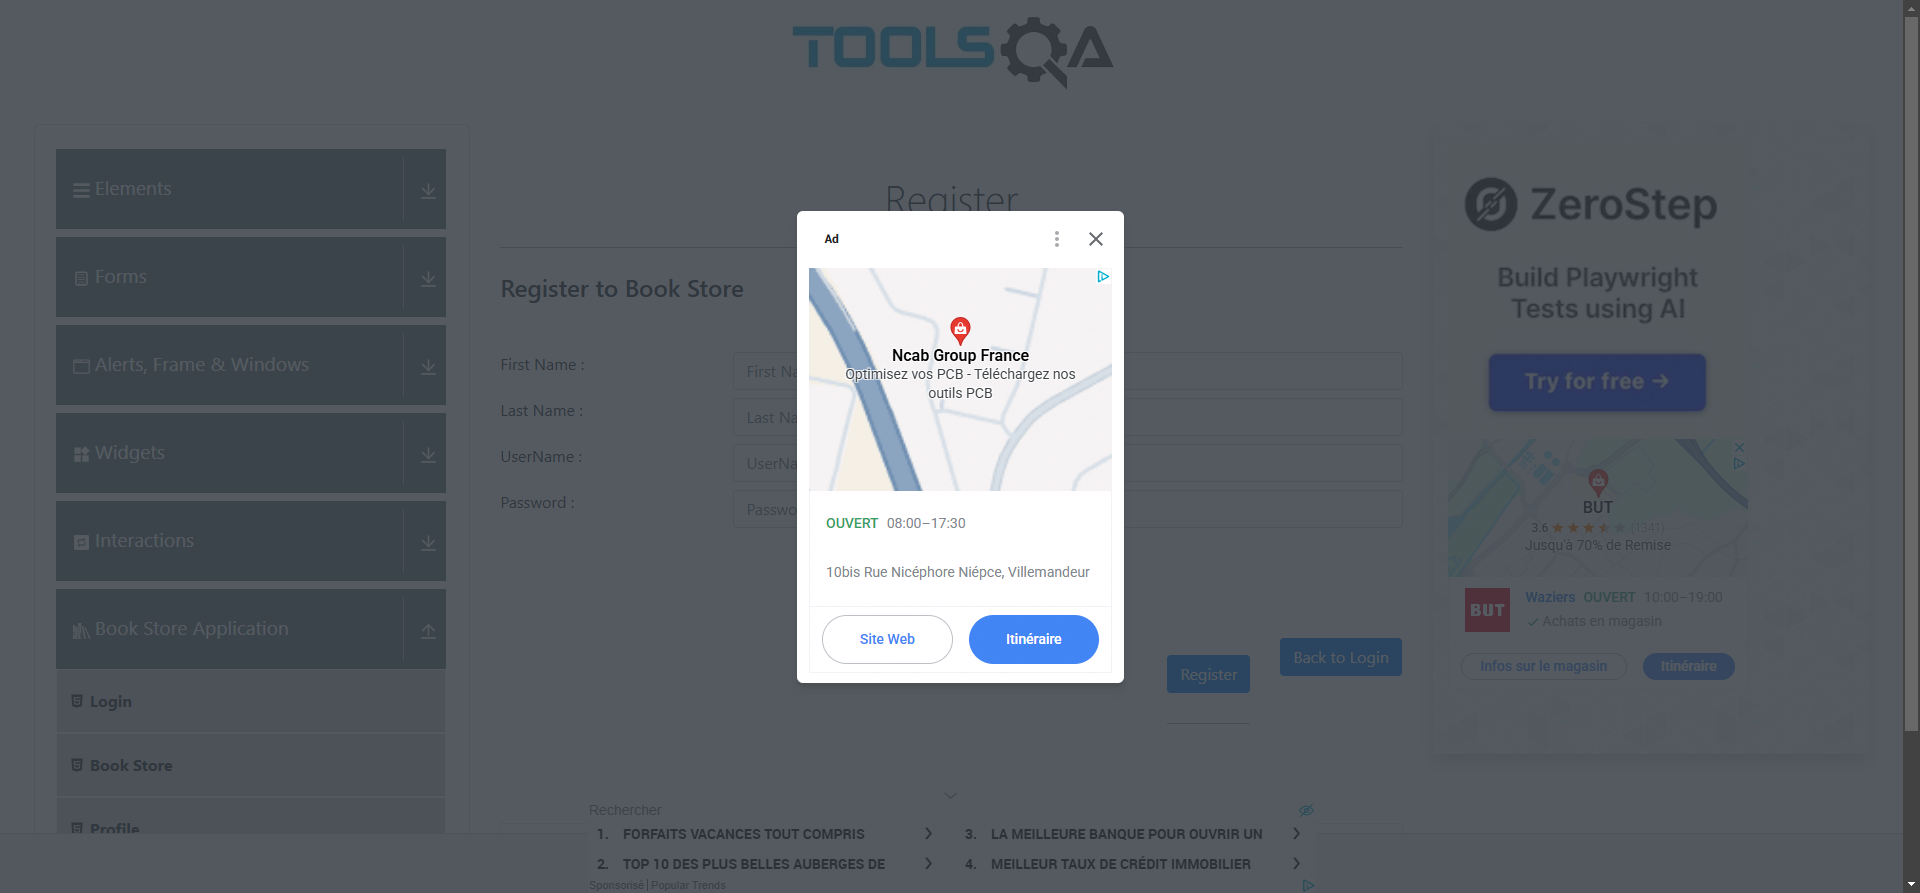 TOOLSQA
Elements
Forms
Alerts, Frame & Windows
Widgets
Interactions
Book Store Application
Login
Book Store
Profile
Register
Register to Book Store
First Name :
First Na
Last Name :
Last Na
UserName :
UserNa
Password :
Passwo
Register
Back to Login
Ad
Ncab Group France
Optimisez vos PCB - Téléchargez nos
outils PCB
OUVERT 08:00–17:30
10bis Rue Nicéphore Niépce, Villemandeur
Site Web
Itinéraire
ZeroStep
Build Playwright
Tests using AI
Try for free →
BUT
3.6 (1341)
Jusqu'à 70% de Remise
BUT
Waziers OUVERT 10:00–19:00
Achats en magasin
Infos sur le magasin
Itinéraire
Rechercher
1. FORFAITS VACANCES TOUT COMPRIS
2. TOP 10 DES PLUS BELLES AUBERGES DE
3. LA MEILLEURE BANQUE POUR OUVRIR UN
4. MEILLEUR TAUX DE CRÉDIT IMMOBILIER
Sponsorisé | Popular Trends